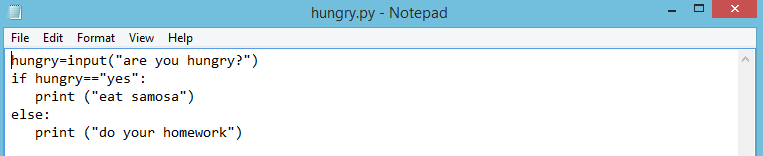 hungry.py - Notepad
File Edit Format View Help
hungry=input("are you hungry?")
if hungry=="yes":
   print ("eat samosa")
else:
   print ("do your homework")